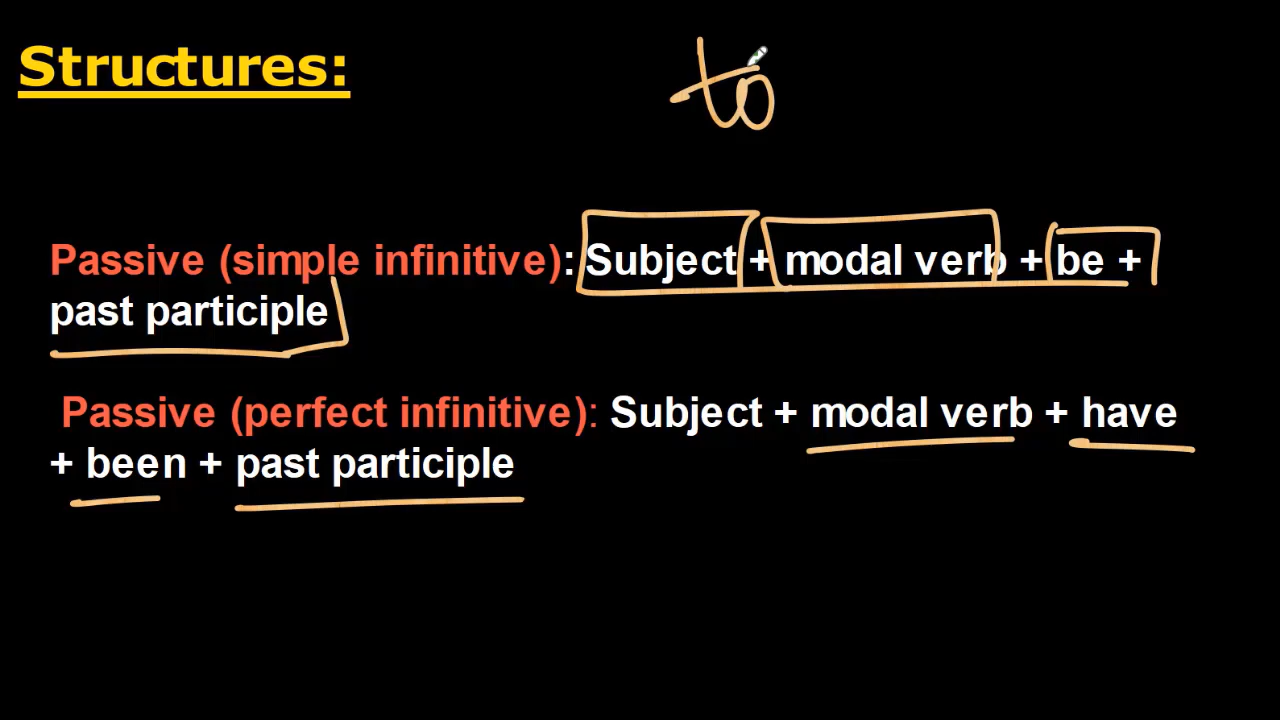 Structures:
to
Passive (simple infinitive): Subject + modal verb + be +
past participle
Passive (perfect infinitive): Subject + modal verb + have
+ been + past participle